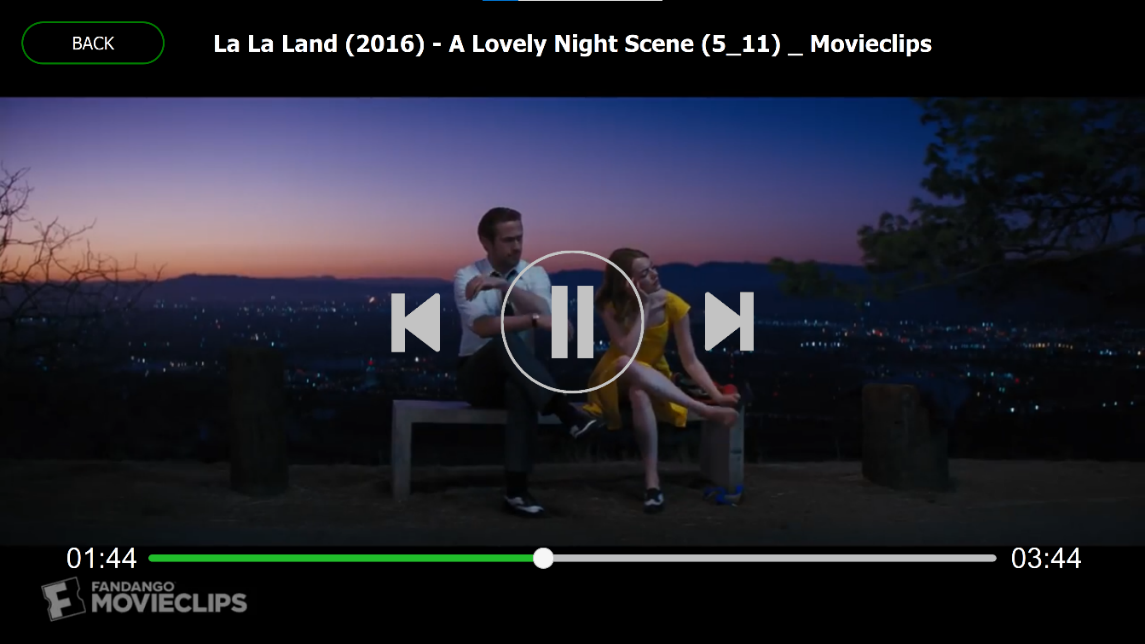 BACK
La La Land (2016) - A Lovely Night Scene (5_11) _ Movieclips
01:44
03:44
FANDANGO
MOVIECLIPS